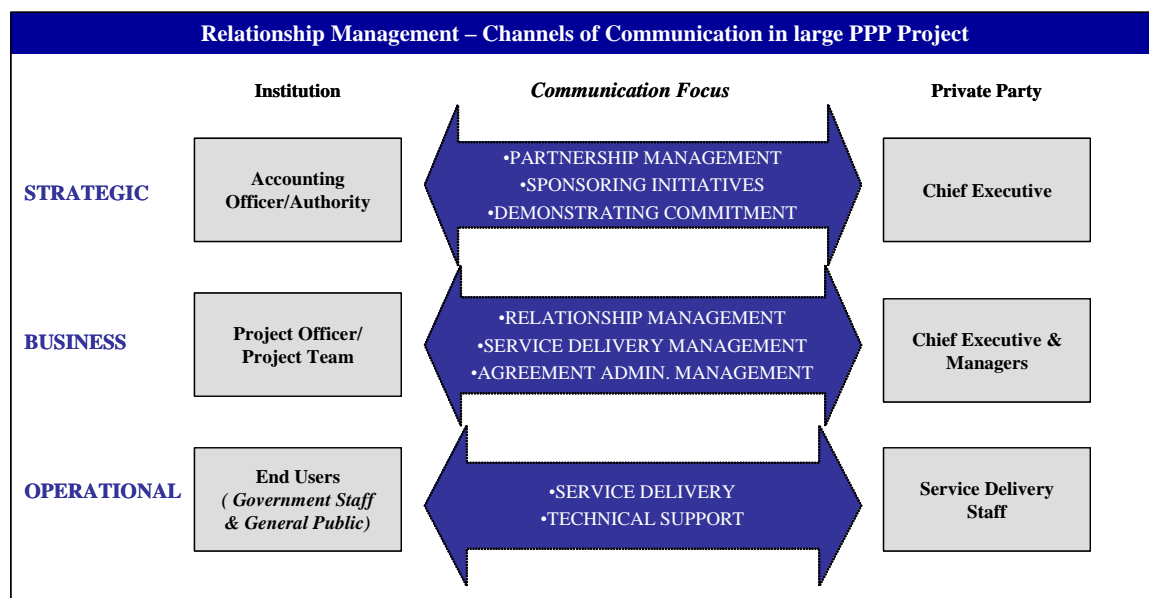 Relationship Management – Channels of Communication in large PPP Project
Institution
Communication Focus
Private Party
STRATEGIC
Accounting
Officer/Authority
•PARTNERSHIP MANAGEMENT
•SPONSORING INITIATIVES
•DEMONSTRATING COMMITMENT
Chief Executive
BUSINESS
Project Officer/
Project Team
•RELATIONSHIP MANAGEMENT
•SERVICE DELIVERY MANAGEMENT
•AGREEMENT ADMIN. MANAGEMENT
Chief Executive &
Managers
OPERATIONAL
End Users
( Government Staff
& General Public)
•SERVICE DELIVERY
•TECHNICAL SUPPORT
Service Delivery
Staff